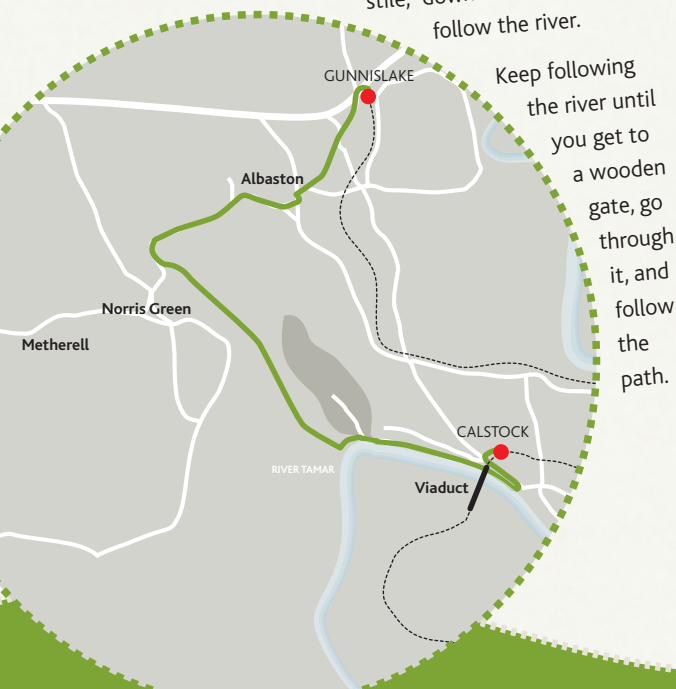 stile,
follow the river.
Keep following
the river until
you get to
a wooden
gate, go
through
it, and
follow
the
path.
GUNNISLAKE
Albaston
Norris Green
Metherell
CALSTOCK
RIVER TAMAR
Viaduct